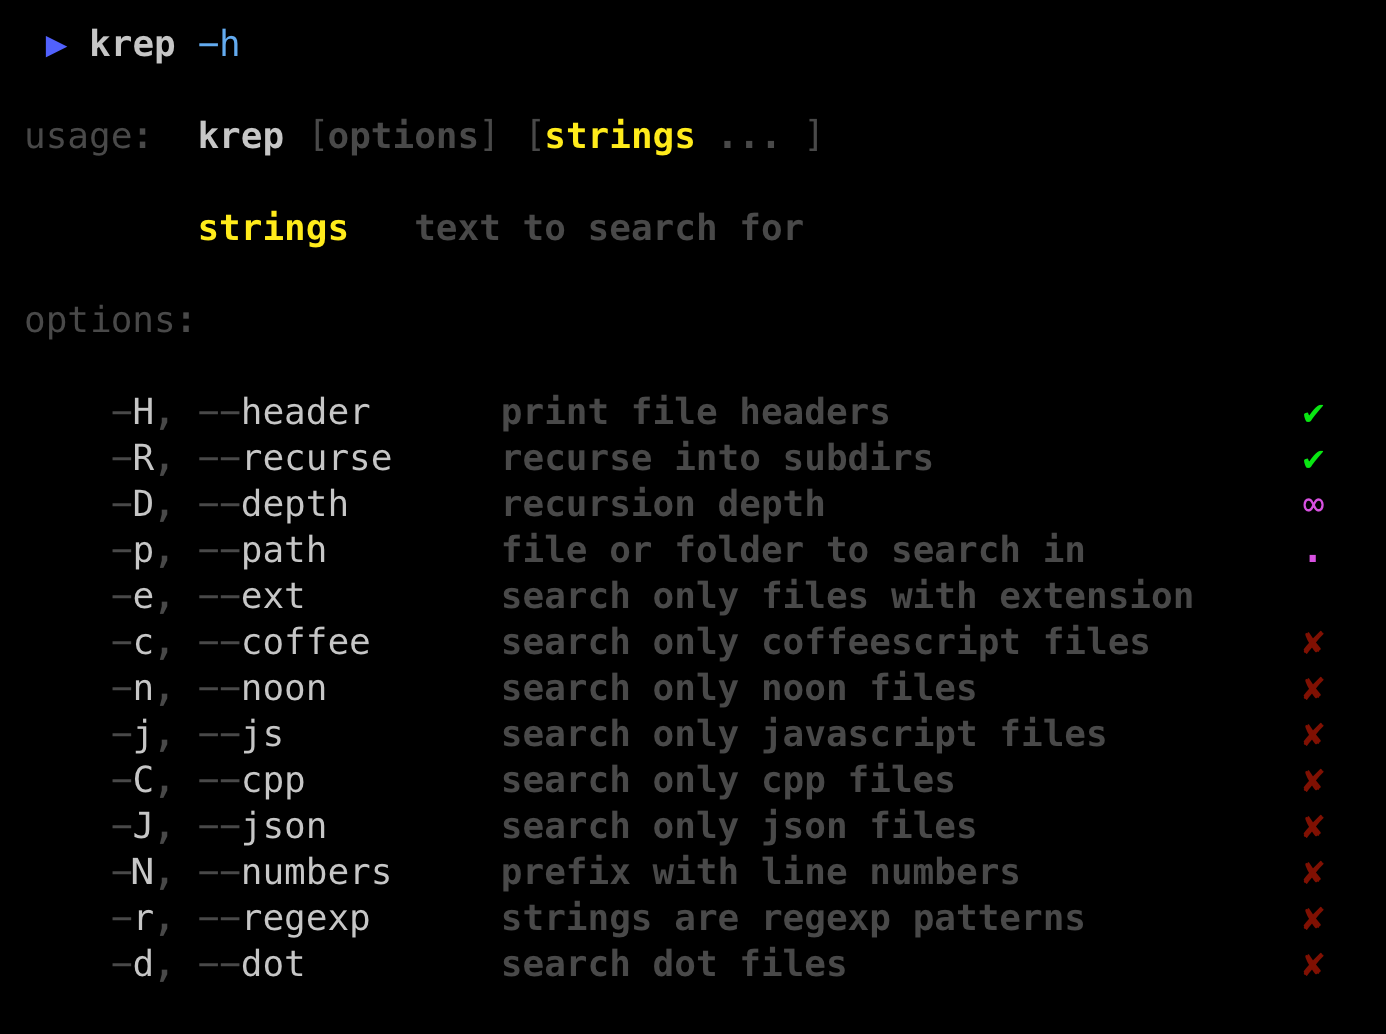 ▶ krep -h
usage:  krep [options] [strings ... ]
strings   text to search for
options:
-H, --header      print file headers                 ✔
-R, --recurse     recurse into subdirs               ✔
-D, --depth       recursion depth                    ∞
-p, --path        file or folder to search in        .
-e, --ext         search only files with extension
-c, --coffee      search only coffeescript files     ✘
-n, --noon        search only noon files             ✘
-j, --js          search only javascript files       ✘
-C, --cpp         search only cpp files              ✘
-J, --json        search only json files             ✘
-N, --numbers     prefix with line numbers           ✘
-r, --regexp      strings are regexp patterns        ✘
-d, --dot         search dot files                   ✘